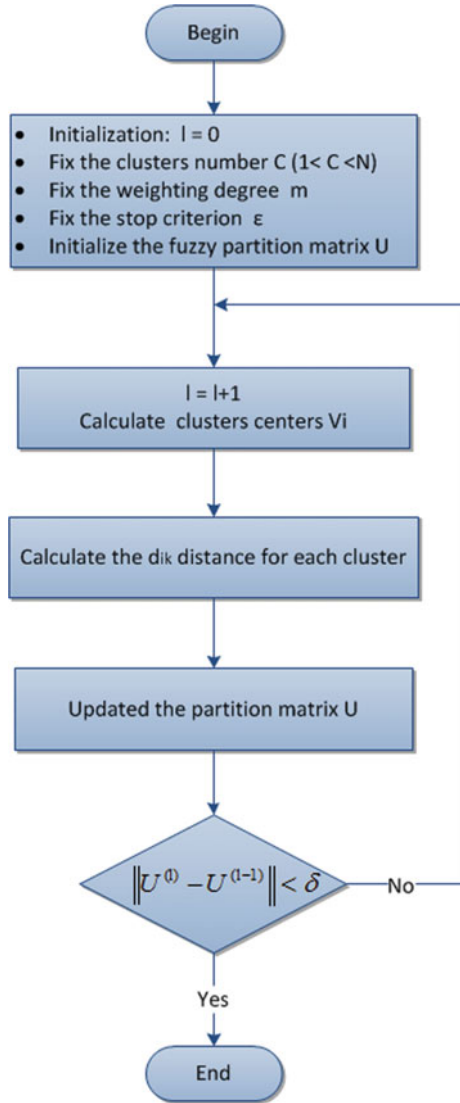 Begin
• Initialization: l = 0
• Fix the clusters number C (1< C <N)
• Fix the weighting degree m
• Fix the stop criterion ε
• Initialize the fuzzy partition matrix U
l = l+1
Calculate clusters centers Vi
Calculate the dik distance for each cluster
Updated the partition matrix U
‖U^(l) − U^(l−1)‖ < δ
No
Yes
End